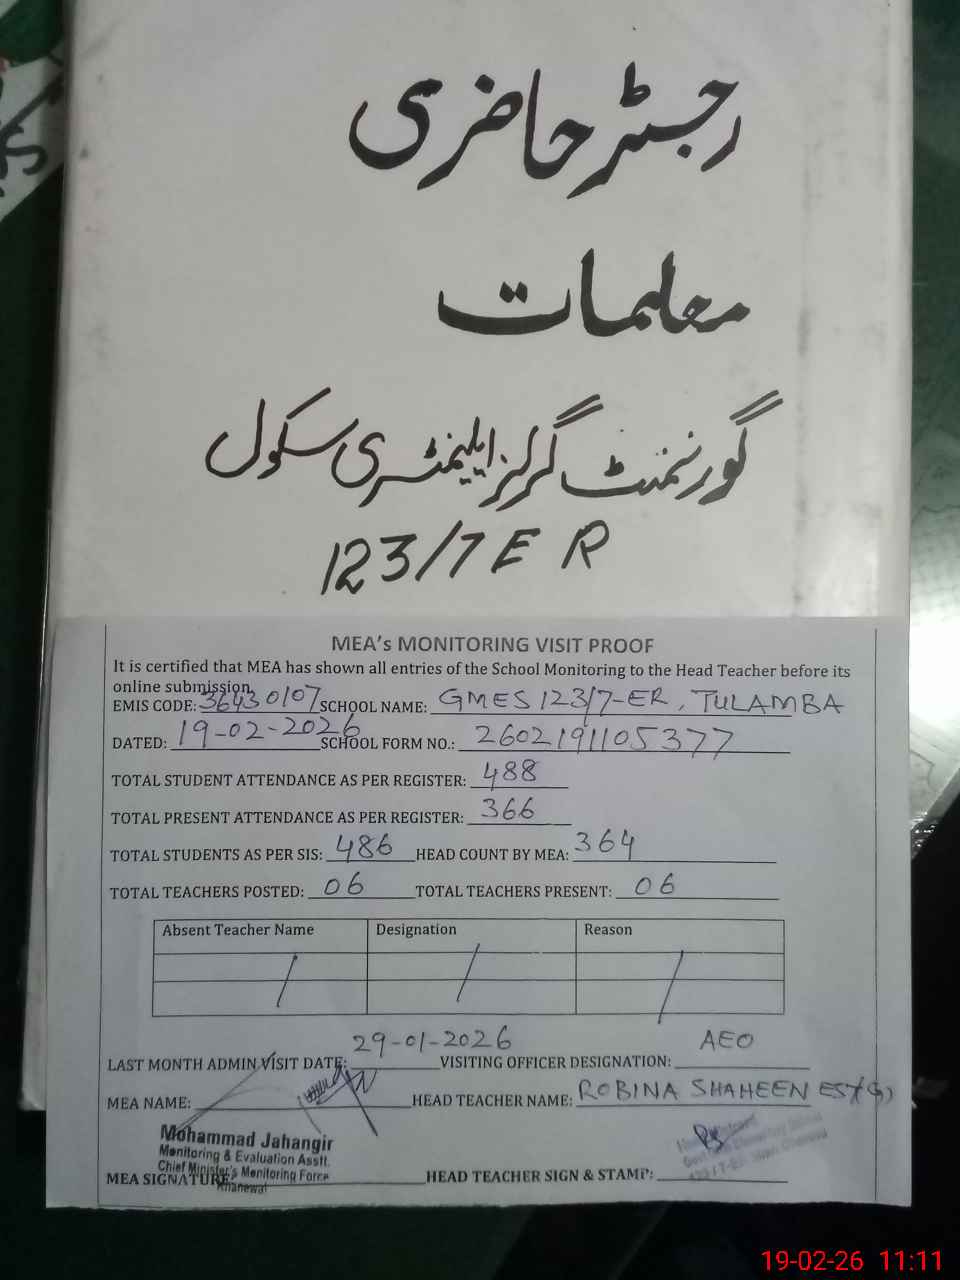 رجسٹر حاضری
معلمات
گورنمنٹ گرلز ایلیمنٹری سکول
123/7 E R
MEA's MONITORING VISIT PROOF
It is certified that MEA has shown all entries of the School Monitoring to the Head Teacher before its
online submission.
EMIS CODE: 36430107 SCHOOL NAME: GMES 123/7-ER, TULAMBA
DATED: 19-02-2026 SCHOOL FORM NO.: 2602191105377
TOTAL STUDENT ATTENDANCE AS PER REGISTER: 488
TOTAL PRESENT ATTENDANCE AS PER REGISTER: 366
TOTAL STUDENTS AS PER SIS: 486 HEAD COUNT BY MEA: 364
TOTAL TEACHERS POSTED: 06 TOTAL TEACHERS PRESENT: 06
Absent Teacher Name Designation Reason
LAST MONTH ADMIN VISIT DATE: 29-01-2026 VISITING OFFICER DESIGNATION: AEO
MEA NAME: HEAD TEACHER NAME: ROBINA SHAHEEN EST(G)
Mohammad Jahangir
Monitoring & Evaluation Asstt.
Chief Minister's Monitoring Force
Khanewal
MEA SIGNATURE: HEAD TEACHER SIGN & STAMP:
19-02-26 11:11